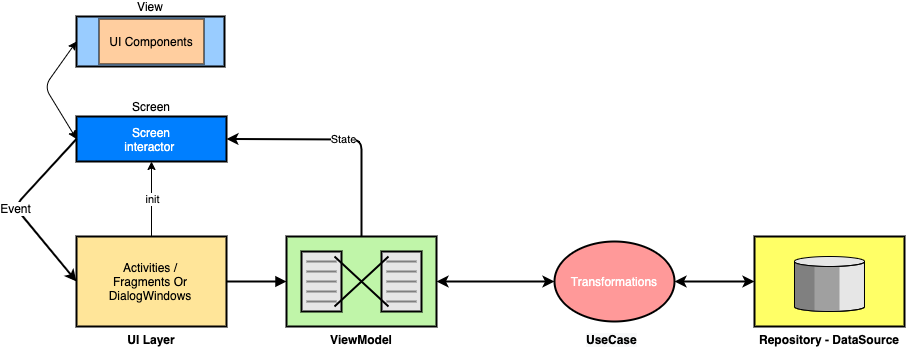 View
UI Components
Screen
Screen
interactor
State
init
Event
Activities /
Fragments Or
DialogWindows
Transformations
UI Layer
ViewModel
UseCase
Repository - DataSource